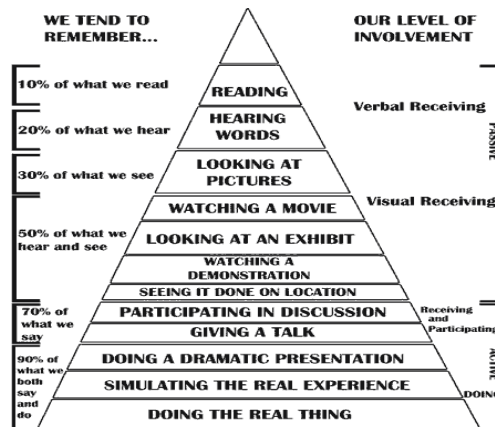 WE TEND TO
REMEMBER...
OUR LEVEL OF
INVOLVEMENT
10% of what we read
READING
Verbal Receiving
20% of what we hear
HEARING
WORDS
PASSIVE
30% of what we see
LOOKING AT
PICTURES
50% of what we
hear and see
WATCHING A MOVIE
Visual Receiving
LOOKING AT AN EXHIBIT
WATCHING A
DEMONSTRATION
SEEING IT DONE ON LOCATION
70% of
what we
say
PARTICIPATING IN DISCUSSION
Receiving
and
Participating
GIVING A TALK
90% of
what we
both
say
and
do
DOING A DRAMATIC PRESENTATION
ACTIVE
SIMULATING THE REAL EXPERIENCE
DOING
DOING THE REAL THING